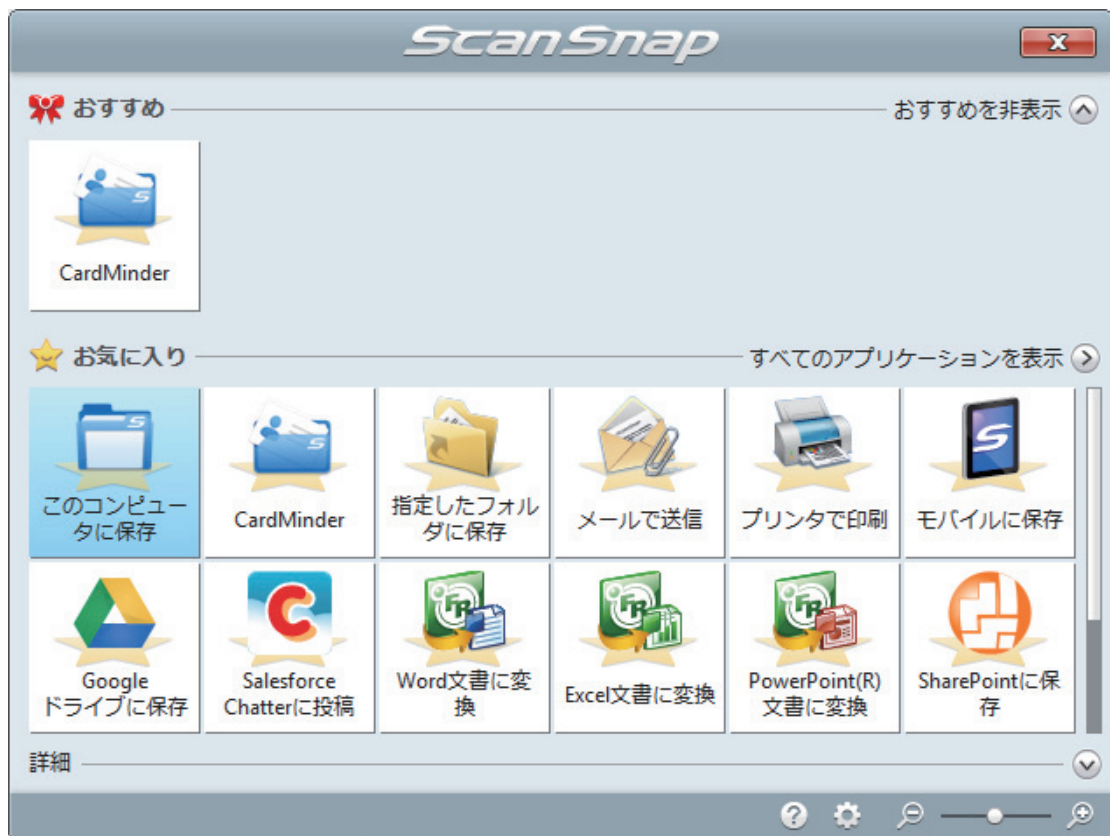 ScanSnap
おすすめ
おすすめを非表示
CardMinder
お気に入り
すべてのアプリケーションを表示
このコンピュー
タに保存
CardMinder
指定したフォル
ダに保存
メールで送信
プリンタで印刷
モバイルに保存
Google
ドライブに保存
Salesforce
Chatterに投稿
Word文書に変
換
Excel文書に変換
PowerPoint(R)
文書に変換
SharePointに保
存
詳細